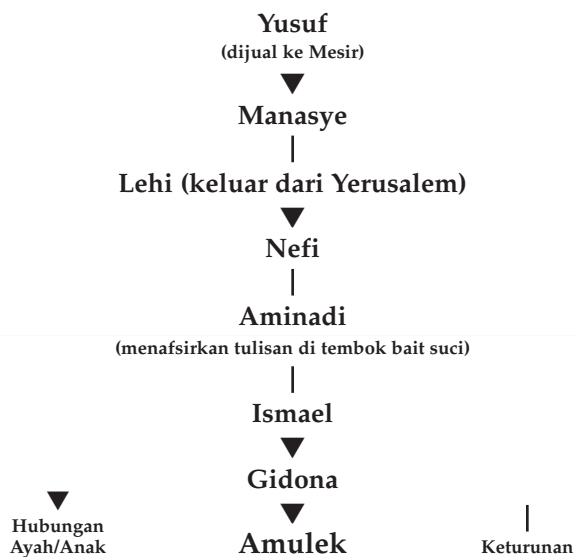 Yusuf
(dijual ke Mesir)
Manasye
Lehi (keluar dari Yerusalem)
Nefi
Aminadi
(menafsirkan tulisan di tembok bait suci)
Ismael
Gidona
Amulek
Hubungan
Ayah/Anak
Keturunan